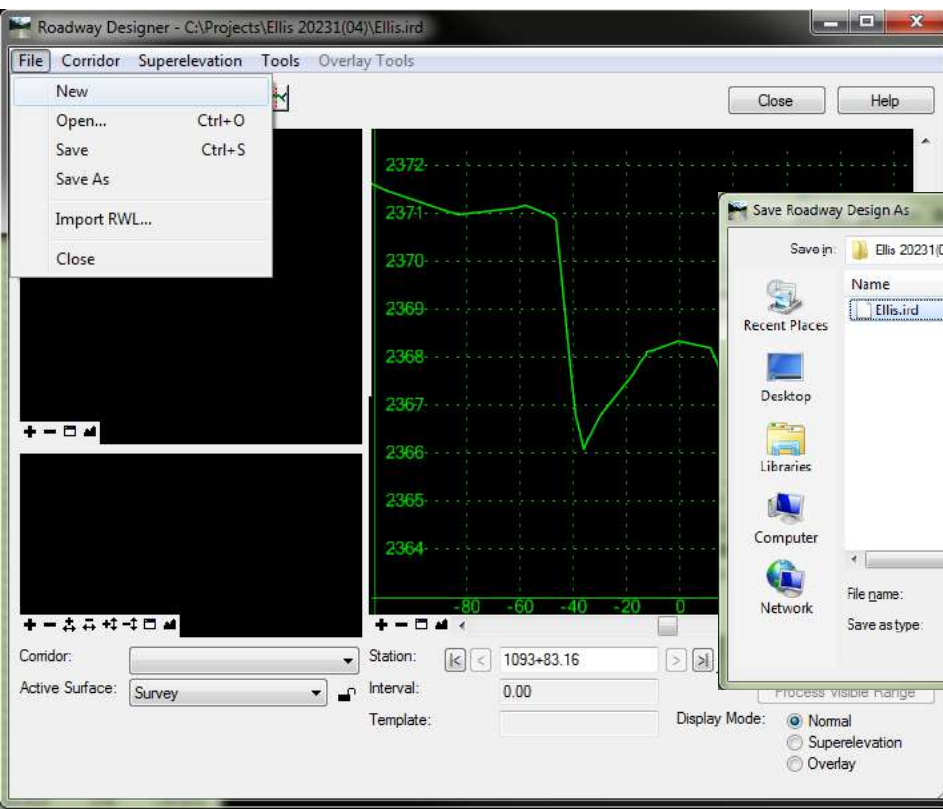 Roadway Designer - C:\Projects\Ellis 20231(04)\Ellis.ird
File Corridor Superelevation Tools Overlay Tools
New
Open... Ctrl+O
Save Ctrl+S
Save As
Import RWL...
Close
Close Help
2372
2371
2370
2369
2368
2367
2366
2365
2364
-80 -60 -40 -20 0
Save Roadway Design As
Save in: Ellis 20231(0
Name
Ellis.ird
Recent Places
Desktop
Libraries
Computer
Network
File name:
Save as type:
Corridor:
Active Surface: Survey
Station: |< < 1093+83.16 > >|
Interval: 0.00
Template:
Process Visible Range
Display Mode: Normal
Superelevation
Overlay